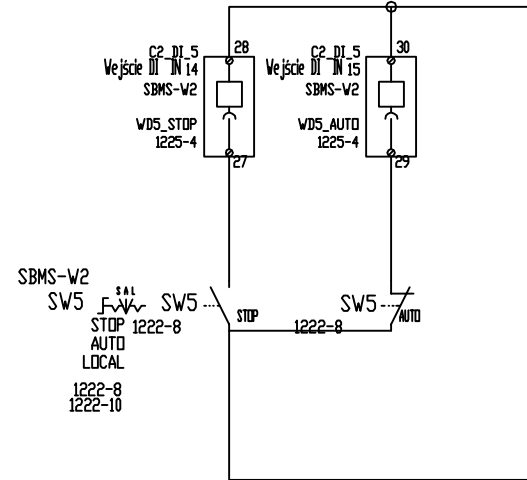 C2_DI_5 28
Wejście DI IN 14
SBMS-W2
WD5_STOP
1225-4
27
C2_DI_5 30
Wejście DI IN 15
SBMS-W2
WD5_AUTO
1225-4
29
SBMS-W2
SW5
S A L
STOP
AUTO
LOCAL
1222-8
1222-10
SW5
STOP
1222-8
SW5
AUTO
1222-8